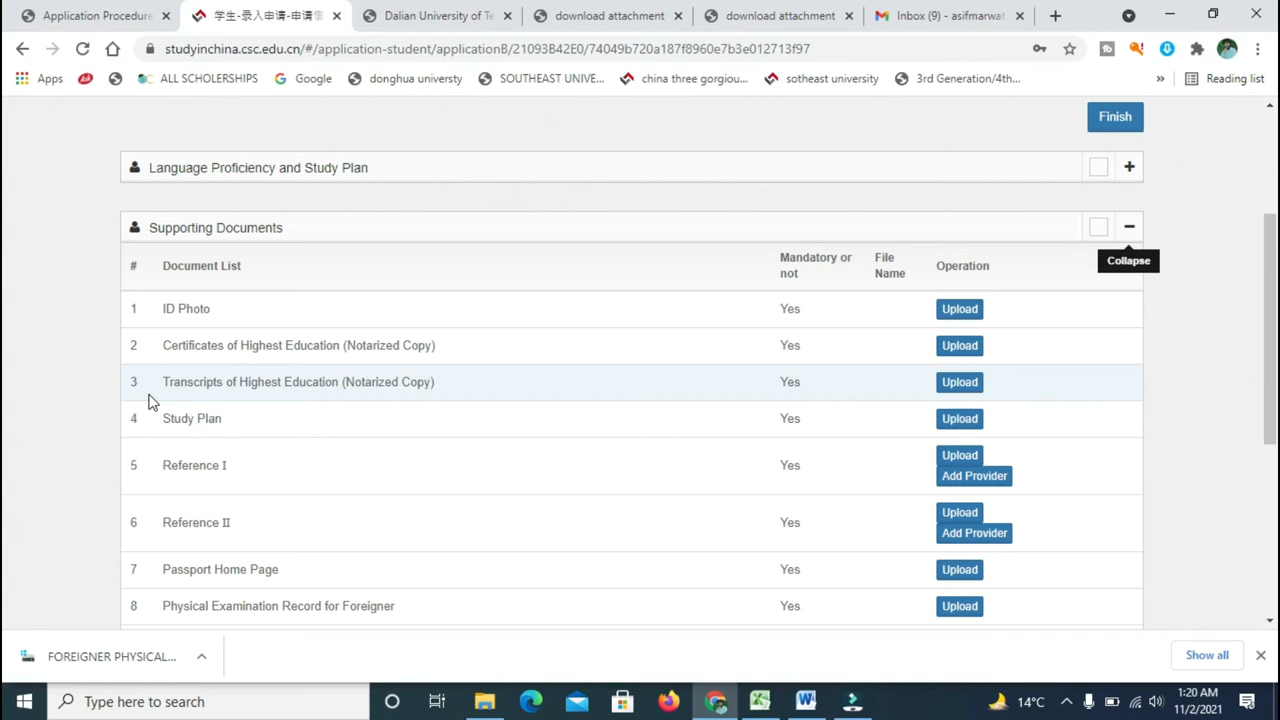 Application Procedure
学生-录入申请-申请信
Dalian University of Te
download attachment
download attachment
Inbox (9) - asifmarwat
studyinchina.csc.edu.cn/#/application-student/applicationB/21093B42E0/74049b720a187f8960e7b3e012713f97
Apps
ALL SCHOLERSHIPS
Google
donghua universty
SOUTHEAST UNIVE...
china three gorgiou...
sotheast university
3rd Generation/4th...
»
Reading list
Finish
Language Proficiency and Study Plan
Supporting Documents
Collapse
# Document List Mandatory or not File Name Operation
1 ID Photo Yes Upload
2 Certificates of Highest Education (Notarized Copy) Yes Upload
3 Transcripts of Highest Education (Notarized Copy) Yes Upload
4 Study Plan Yes Upload
5 Reference Ⅰ Yes Upload
Add Provider
6 Reference Ⅱ Yes Upload
Add Provider
7 Passport Home Page Yes Upload
8 Physical Examination Record for Foreigner Yes Upload
FOREIGNER PHYSICAL...
Show all
Type here to search
14°C
1:20 AM
11/2/2021